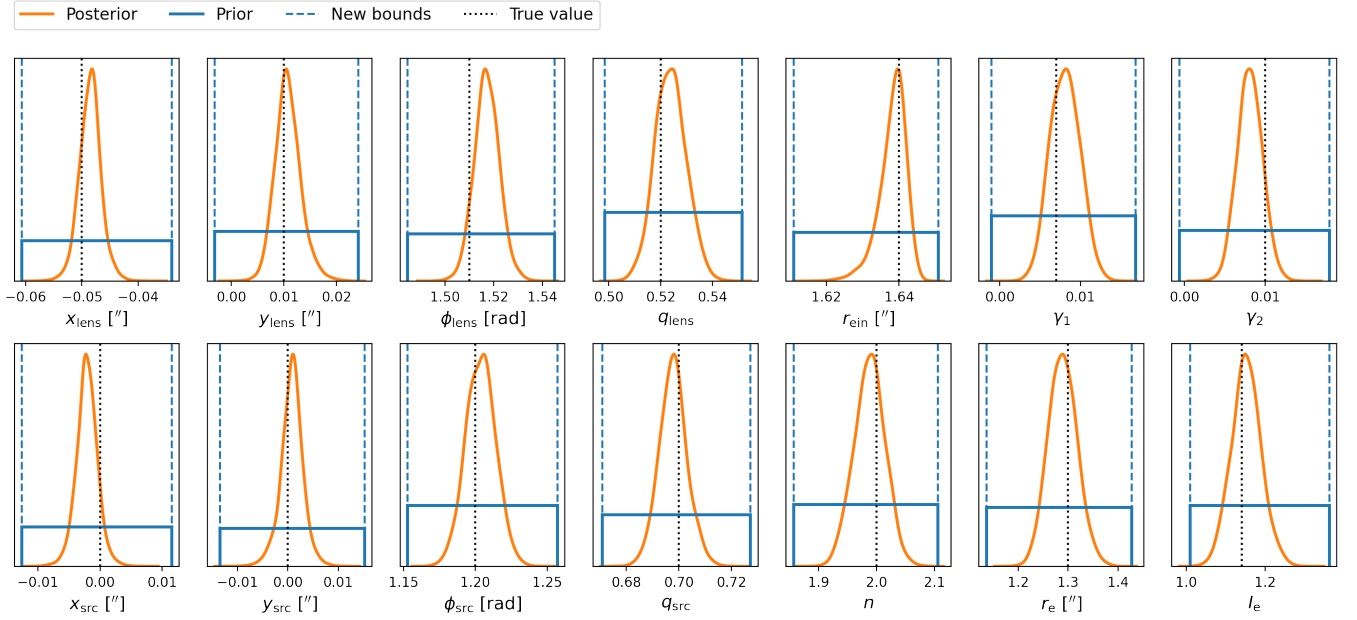 Posterior Prior New bounds True value
−0.06 −0.05 −0.04 0.00 0.01 0.02 1.50 1.52 1.54 0.50 0.52 0.54 1.62 1.64 0.00 0.01 0.00 0.01
x_lens [″] y_lens [″] ϕ_lens [rad] q_lens r_ein [″] γ₁ γ₂
−0.01 0.00 0.01 −0.01 0.00 0.01 1.15 1.20 1.25 0.68 0.70 0.72 1.9 2.0 2.1 1.2 1.3 1.4 1.0 1.2
x_src [″] y_src [″] ϕ_src [rad] q_src n r_e [″] I_e